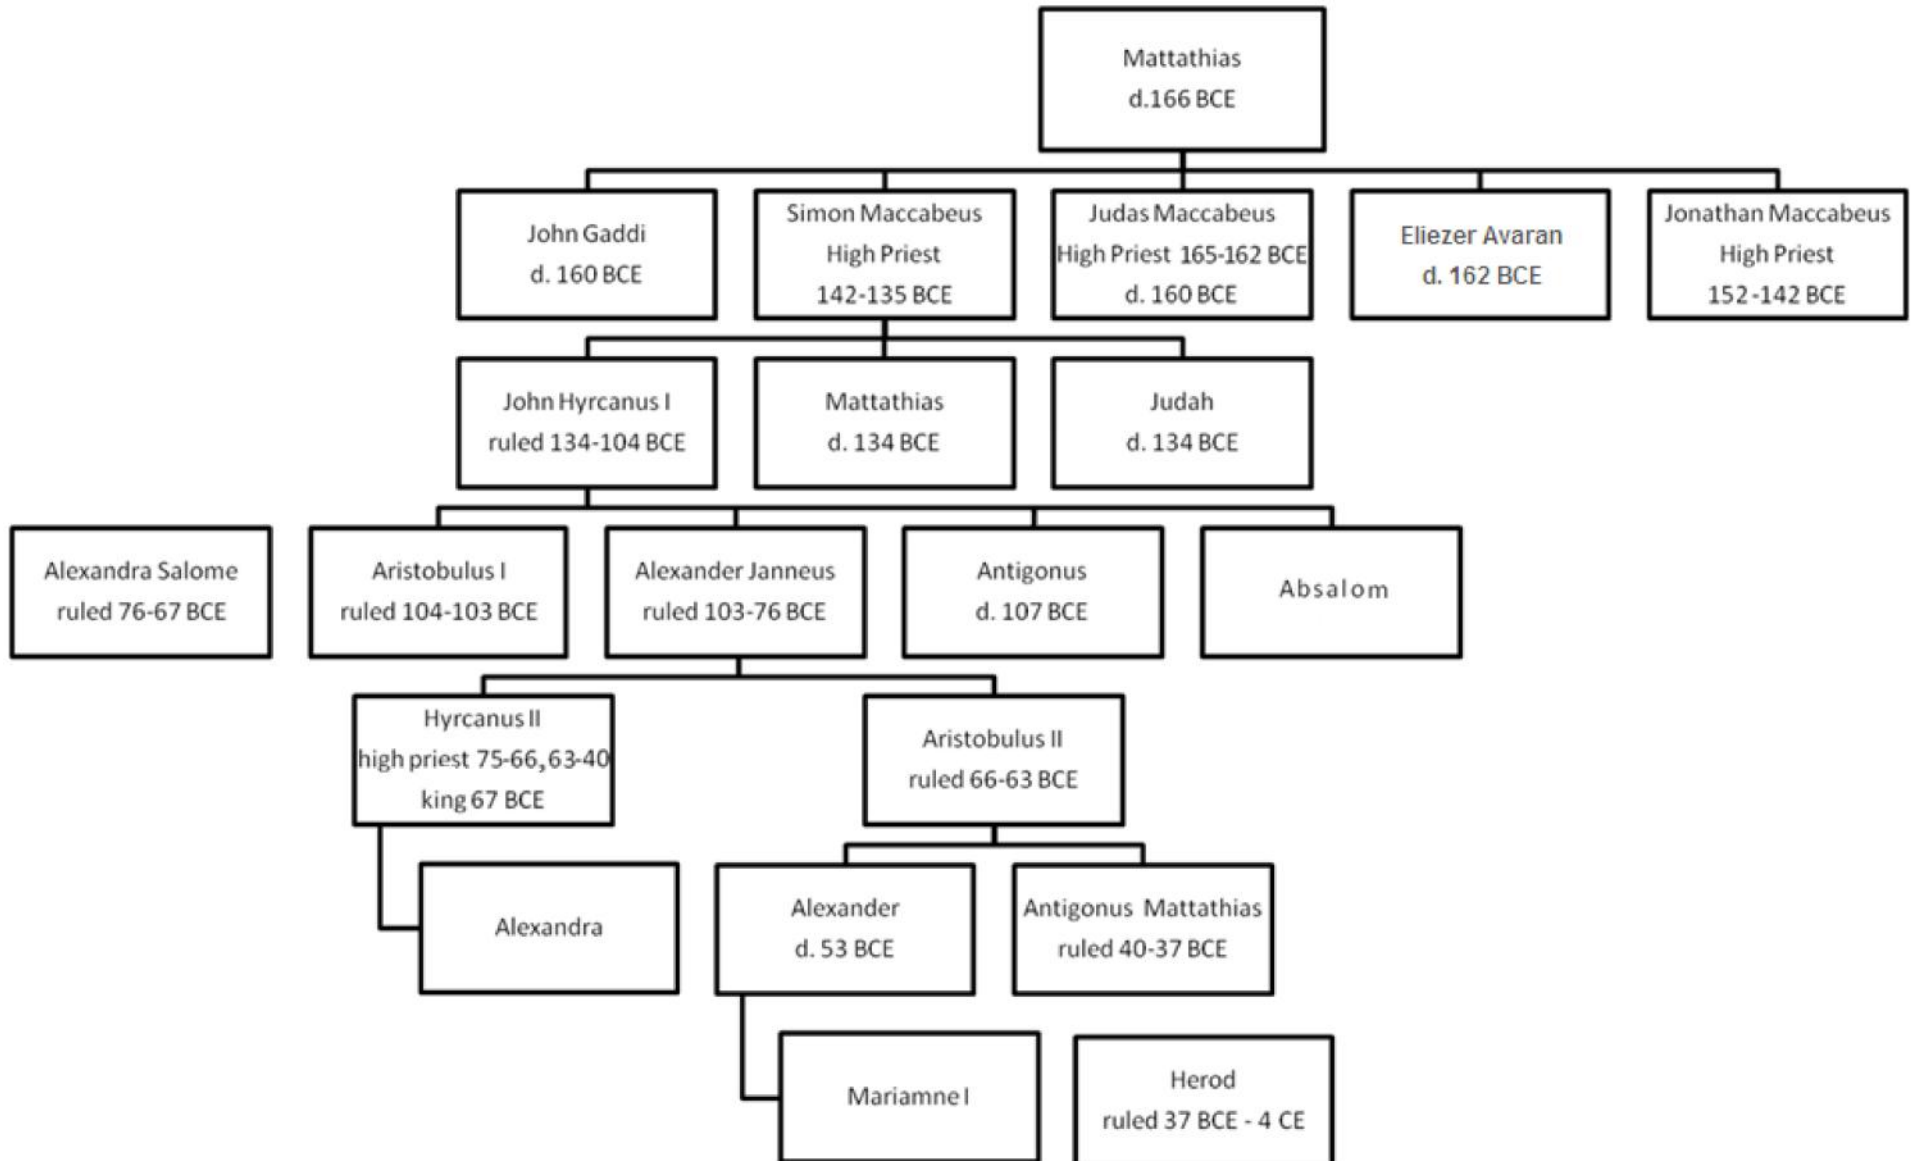 Mattathias
d.166 BCE
John Gaddi
d. 160 BCE
Simon Maccabeus
High Priest
142-135 BCE
Judas Maccabeus
High Priest 165-162 BCE
d. 160 BCE
Eliezer Avaran
d. 162 BCE
Jonathan Maccabeus
High Priest
152-142 BCE
John Hyrcanus I
ruled 134-104 BCE
Mattathias
d. 134 BCE
Judah
d. 134 BCE
Alexandra Salome
ruled 76-67 BCE
Aristobulus I
ruled 104-103 BCE
Alexander Janneus
ruled 103-76 BCE
Antigonus
d. 107 BCE
Absalom
Hyrcanus II
high priest 75-66, 63-40
king 67 BCE
Aristobulus II
ruled 66-63 BCE
Alexandra
Alexander
d. 53 BCE
Antigonus Mattathias
ruled 40-37 BCE
Mariamne I
Herod
ruled 37 BCE - 4 CE